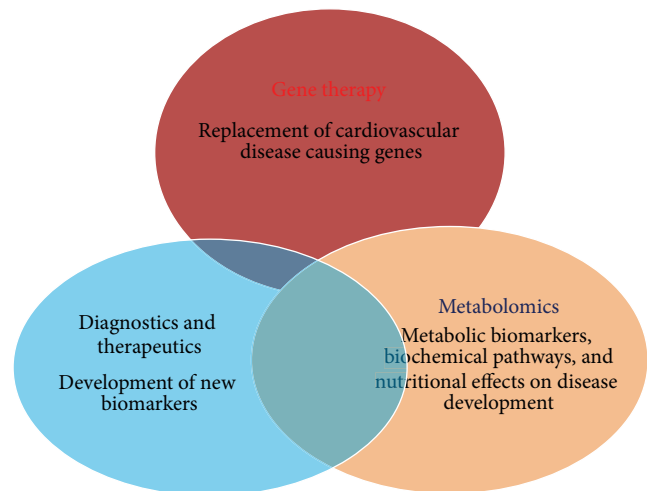 Gene therapy
Replacement of cardiovascular
disease causing genes
Diagnostics and
therapeutics
Development of new
biomarkers
Metabolomics
Metabolic biomarkers,
biochemical pathways, and
nutritional effects on disease
development